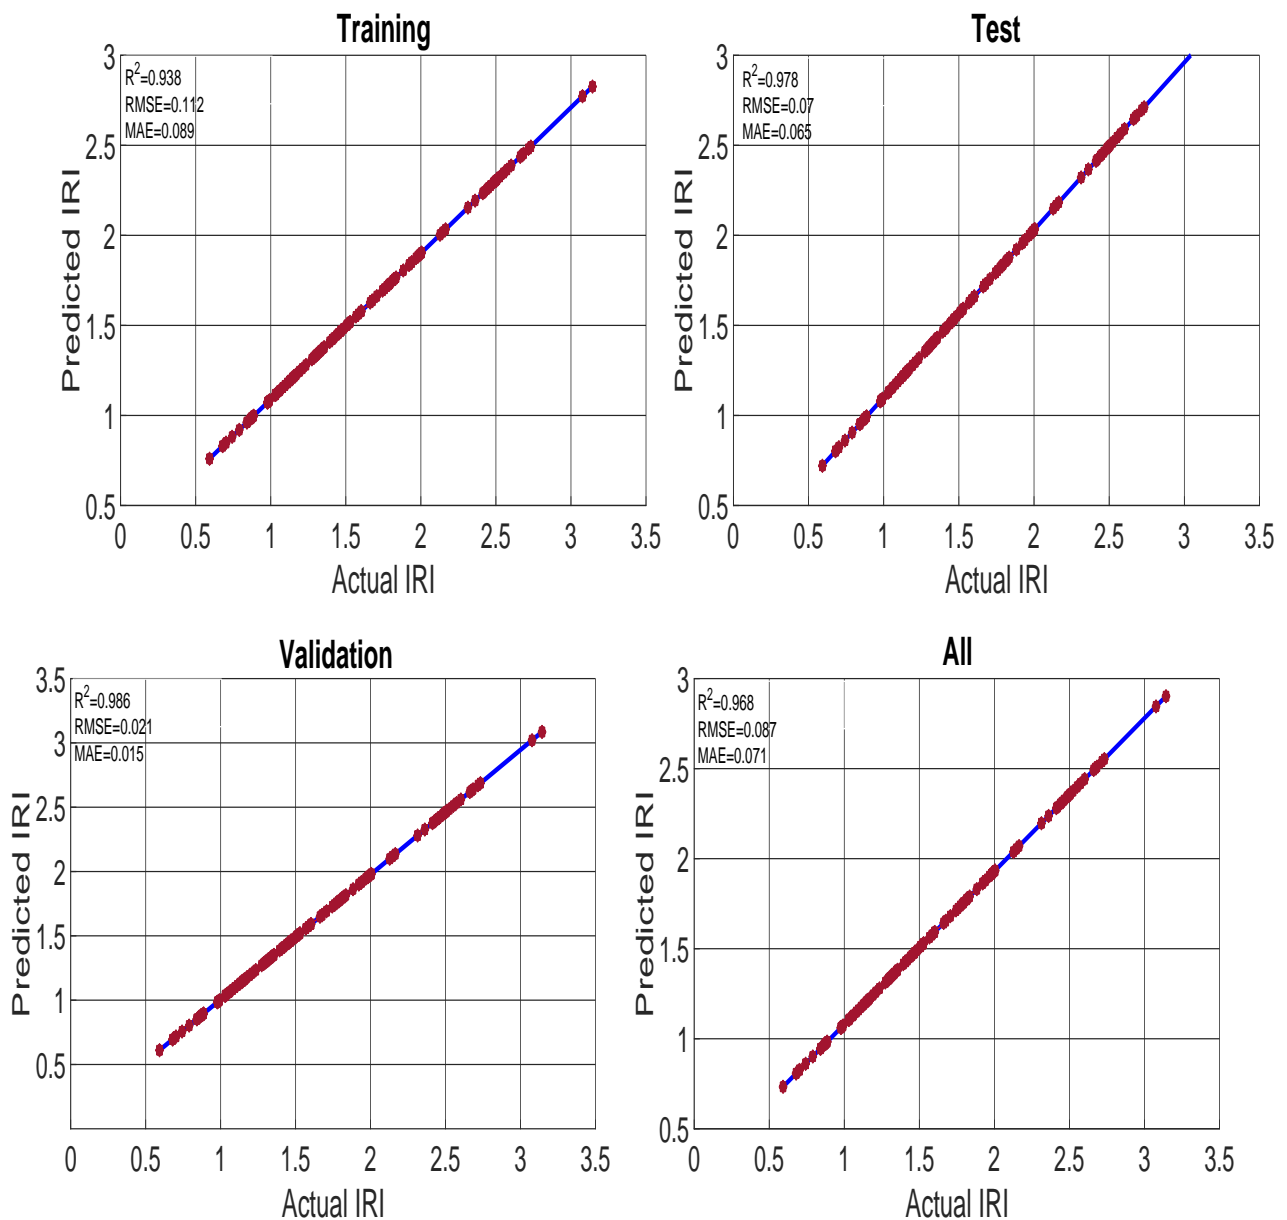 Training
R²=0.938
RMSE=0.112
MAE=0.089
3
2.5
2
1.5
1
0.5
Predicted IRI
0 0.5 1 1.5 2 2.5 3 3.5
Actual IRI
Test
R²=0.978
RMSE=0.07
MAE=0.065
3
2.5
2
1.5
1
0.5
Predicted IRI
0 0.5 1 1.5 2 2.5 3 3.5
Actual IRI
Validation
R²=0.986
RMSE=0.021
MAE=0.015
3.5
3
2.5
2
1.5
1
0.5
Predicted IRI
0 0.5 1 1.5 2 2.5 3 3.5
Actual IRI
All
R²=0.968
RMSE=0.087
MAE=0.071
3
2.5
2
1.5
1
0.5
Predicted IRI
0 0.5 1 1.5 2 2.5 3 3.5
Actual IRI